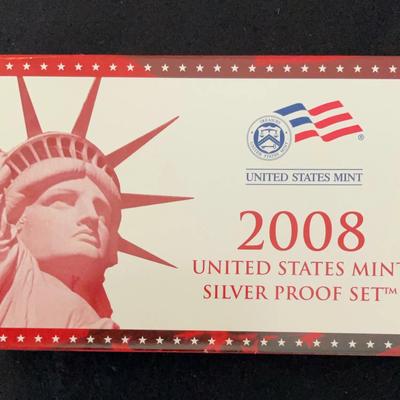 UNITED STATES MINT
2008
UNITED STATES MINT
SILVER PROOF SET™